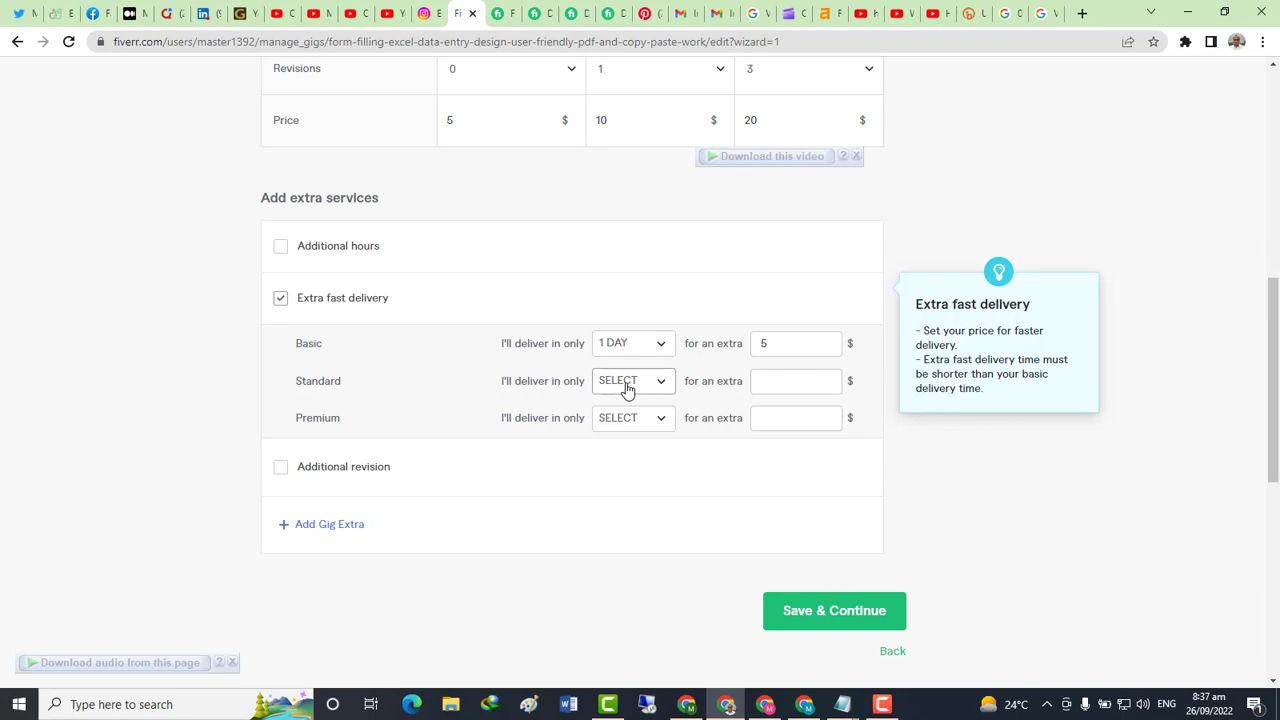 N
M
F
M
(5
Y
C
M
C
Y
E
Fi
F
D
D
D
(
M Ir
M Ir
V
C
F
h
W
H
C
C
V
fiverr.com/users/master1392/manage_gigs/form-filling-excel-data-entry-design-user-friendly-pdf-and-copy-paste-work/edit?wizard=1
Revisions 0 1 3
Price 5 $ 10 $ 20 $
Download this video ? x
Add extra services
Additional hours
Extra fast delivery
Basic I'll deliver in only 1 DAY for an extra 5 $
Standard I'll deliver in only SELECT for an extra $
Premium I'll deliver in only SELECT for an extra $
Additional revision
+ Add Gig Extra
Extra fast delivery
- Set your price for faster
delivery.
- Extra fast delivery time must
be shorter than your basic
delivery time.
Save & Continue
Back
Download audio from this page ? x
Type here to search
24°C
ENG
8:37 pm
26/09/2022